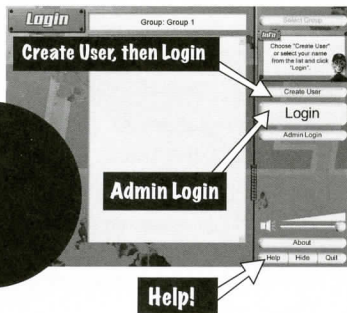 Login
Group: Group 1
Select Group
Info
Choose "Create User"
or select your name
from the list and click
"Login".
Create User, then Login
Create User
Login
Admin Login
Admin Login
About
Help Hide Quit
Help!